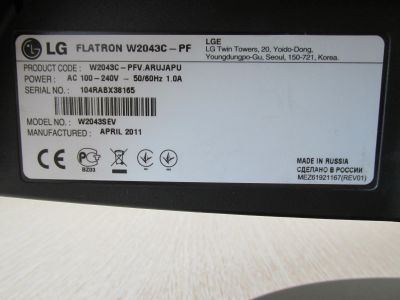 LG FLATRON W2043C-PF
LGE
LG Twin Towers, 20, Yoido-Dong,
Youngdungpo-Gu, Seoul, 150-721, Korea.
PRODUCT CODE : W2043C-PFV.ARUJAPU
POWER : AC 100-240V ~ 50/60Hz 1.0A
SERIAL NO. : 104RABX38165
MODEL NO. : W2043SEV
MANUFACTURED : APRIL 2011
CE
BZ03
MADE IN RUSSIA
СДЕЛАНО В РОССИИ
MEZ61921167(REV01)